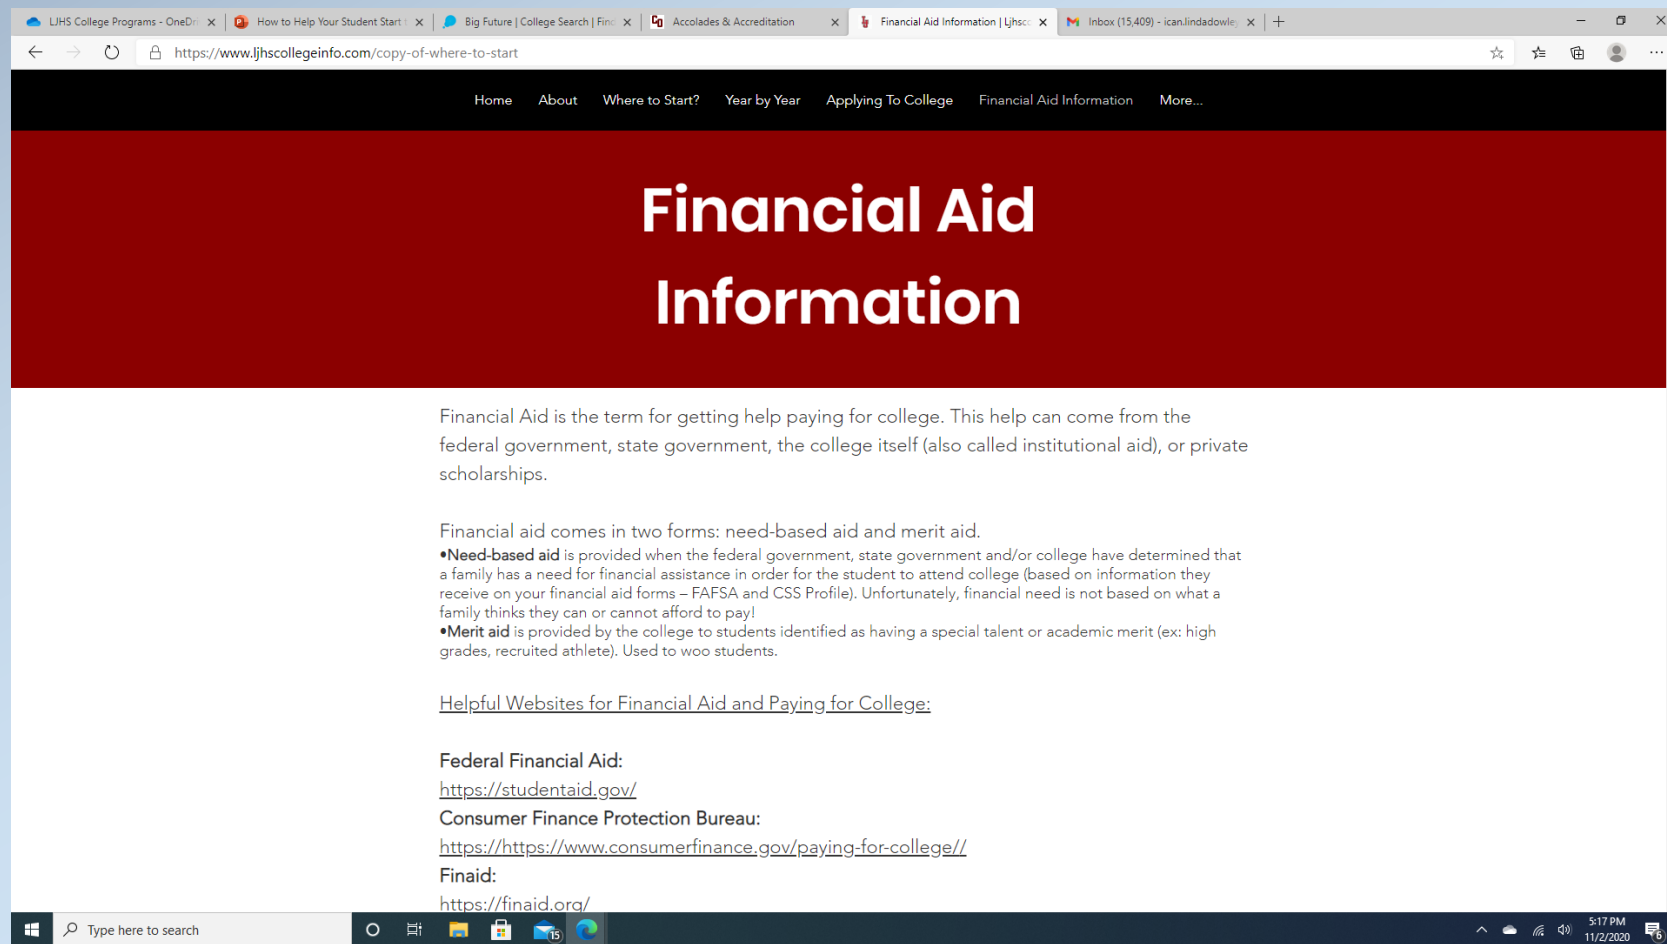 LJHS College Programs - OneDri
How to Help Your Student Start t
Big Future | College Search | Fin
Accolades & Accreditation
Financial Aid Information | Ljhsc
Inbox (15,409) - ican.lindadowle
https://www.ljhscollegeinfo.com/copy-of-where-to-start
Home About Where to Start? Year by Year Applying To College Financial Aid Information More...
Financial Aid
Information
Financial Aid is the term for getting help paying for college. This help can come from the
federal government, state government, the college itself (also called institutional aid), or private
scholarships.
Financial aid comes in two forms: need-based aid and merit aid.
•Need-based aid is provided when the federal government, state government and/or college have determined that
a family has a need for financial assistance in order for the student to attend college (based on information they
receive on your financial aid forms – FAFSA and CSS Profile). Unfortunately, financial need is not based on what a
family thinks they can or cannot afford to pay!
•Merit aid is provided by the college to students identified as having a special talent or academic merit (ex: high
grades, recruited athlete). Used to woo students.
Helpful Websites for Financial Aid and Paying for College:
Federal Financial Aid:
https://studentaid.gov/
Consumer Finance Protection Bureau:
https://https://www.consumerfinance.gov/paying-for-college//
Finaid:
https://finaid.org/
Type here to search
15
5:17 PM
11/2/2020
6